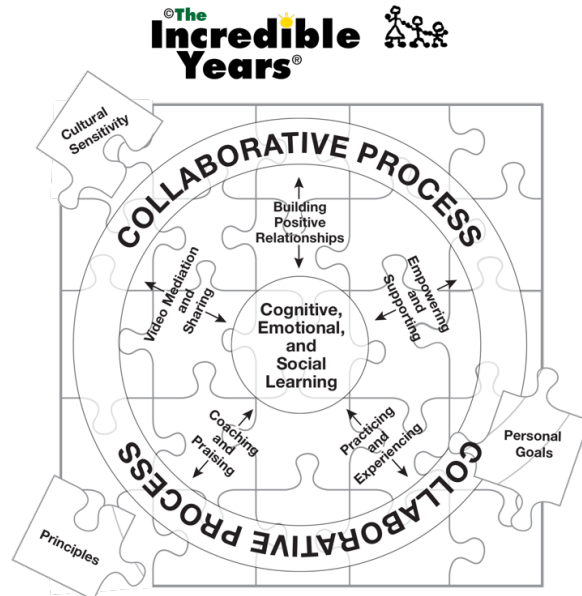 ©The
Incredible
Years®
Cultural
Sensitivity
COLLABORATIVE PROCESS
Building
Positive
Relationships
Video Mediation
and
Sharing
Empowering
and
Supporting
Cognitive,
Emotional,
and
Social
Learning
Coaching
and
Praising
Practicing
and
Experiencing
Personal
Goals
COLLABORATIVE PROCESS
Principles